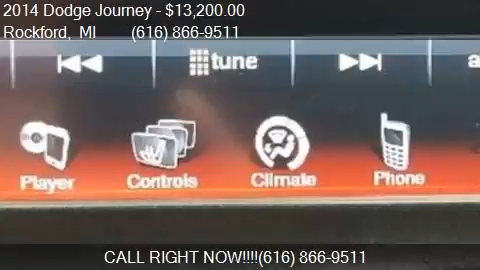 2014 Dodge Journey - $13,200.00
Rockford, MI (616) 866-9511
tune
a
Player Controls Climate Phone
CALL RIGHT NOW!!!!(616) 866-9511